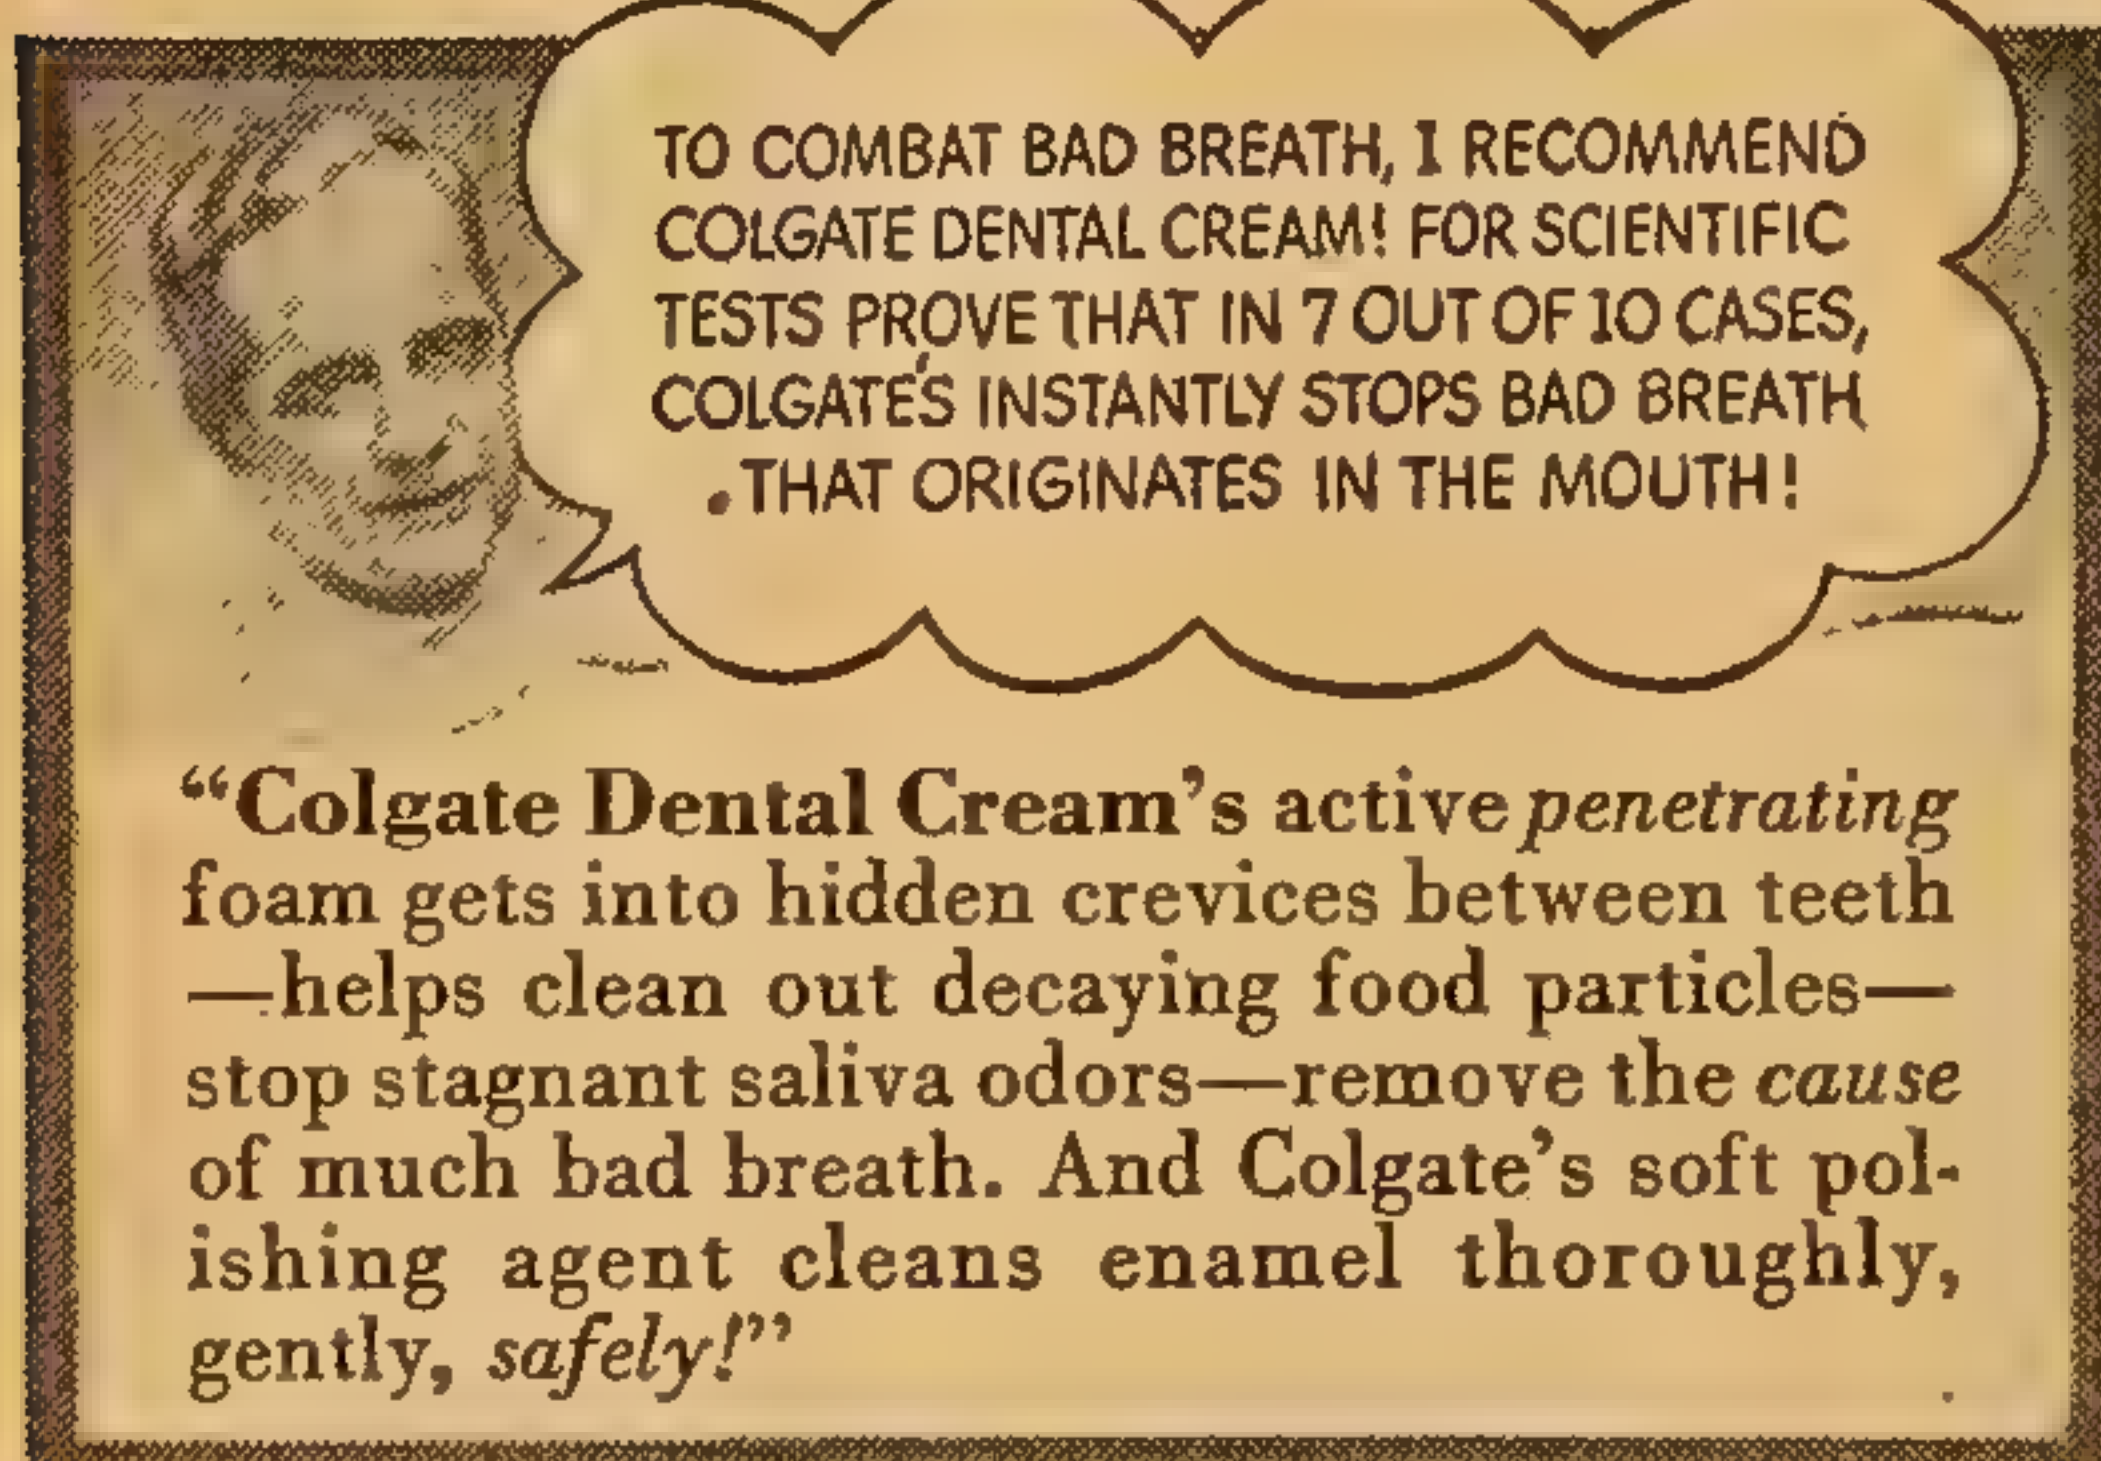 TO COMBAT BAD BREATH, I RECOMMEND
COLGATE DENTAL CREAM! FOR SCIENTIFIC
TESTS PROVE THAT IN 7 OUT OF 10 CASES,
COLGATE'S INSTANTLY STOPS BAD BREATH
THAT ORIGINATES IN THE MOUTH!
“Colgate Dental Cream’s active penetrating
foam gets into hidden crevices between teeth
—helps clean out decaying food particles—
stop stagnant saliva odors—remove the cause
of much bad breath. And Colgate’s soft pol-
ishing agent cleans enamel thoroughly,
gently, safely!”